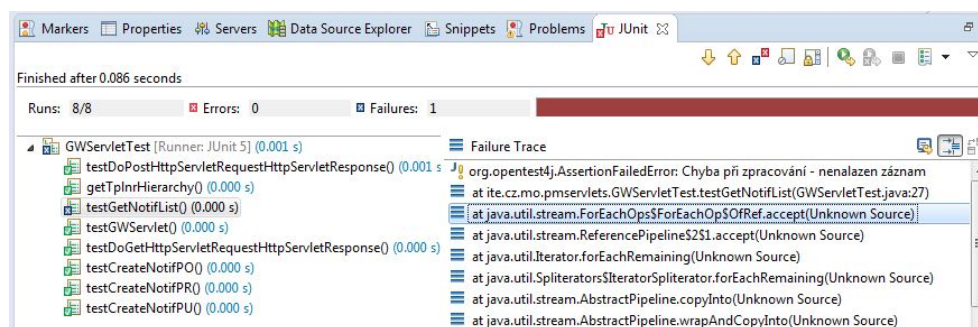 Markers Properties Servers Data Source Explorer Snippets Problems JUnit
Finished after 0.086 seconds
Runs: 8/8 Errors: 0 Failures: 1
GWServletTest [Runner: JUnit 5] (0.001 s)
testDoPostHttpServletRequestHttpServletResponse() (0.001 s
getTplnrHierarchy() (0.000 s)
testGetNotifList() (0.000 s)
testGWServlet() (0.000 s)
testDoGetHttpServletRequestHttpServletResponse() (0.000 s)
testCreateNotifPO() (0.000 s)
testCreateNotifPR() (0.000 s)
testCreateNotifPU() (0.000 s)
Failure Trace
org.opentest4j.AssertionFailedError: Chyba při zpracování - nenalazen záznam
at ite.cz.mo.pmservlets.GWServletTest.testGetNotifList(GWServletTest.java:27)
at java.util.stream.ForEachOps$ForEachOp$OfRef.accept(Unknown Source)
at java.util.stream.ReferencePipeline$2$1.accept(Unknown Source)
at java.util.Iterator.forEachRemaining(Unknown Source)
at java.util.Spliterators$IteratorSpliterator.forEachRemaining(Unknown Source)
at java.util.stream.AbstractPipeline.copyInto(Unknown Source)
at java.util.stream.AbstractPipeline.wrapAndCopyInto(Unknown Source)